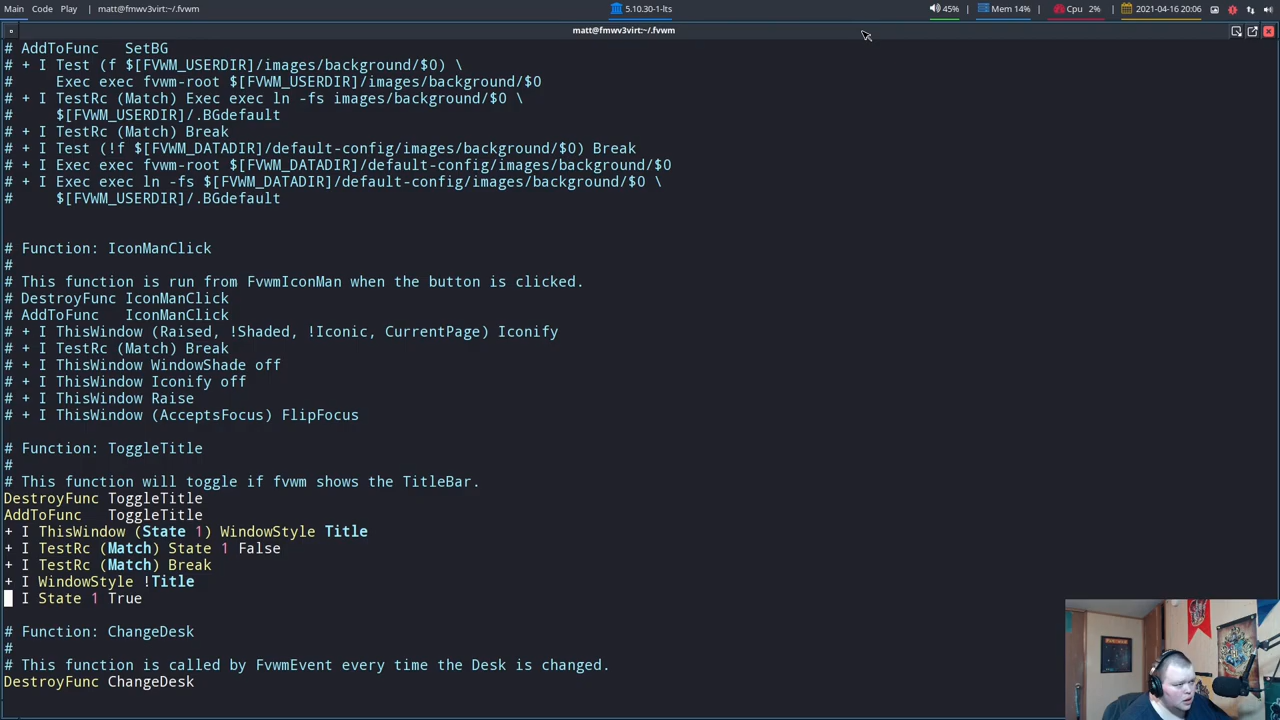 Main Code Play | matt@fmwv3virt:~/.fvwm 5.10.30-1-lts 45% | Mem 14% | Cpu 2% | 2021-04-16 20:06
matt@fmwv3virt:~/.fvwm
# AddToFunc   SetBG
# + I Test (f $[FVWM_USERDIR]/images/background/$0) \
#     Exec exec fvwm-root $[FVWM_USERDIR]/images/background/$0
# + I TestRc (Match) Exec exec ln -fs images/background/$0 \
#     $[FVWM_USERDIR]/.BGdefault
# + I TestRc (Match) Break
# + I Test (!f $[FVWM_DATADIR]/default-config/images/background/$0) Break
# + I Exec exec fvwm-root $[FVWM_DATADIR]/default-config/images/background/$0
# + I Exec exec ln -fs $[FVWM_DATADIR]/default-config/images/background/$0 \
#     $[FVWM_USERDIR]/.BGdefault
# Function: IconManClick
#
# This function is run from FvwmIconMan when the button is clicked.
# DestroyFunc IconManClick
# AddToFunc   IconManClick
# + I ThisWindow (Raised, !Shaded, !Iconic, CurrentPage) Iconify
# + I TestRc (Match) Break
# + I ThisWindow WindowShade off
# + I ThisWindow Iconify off
# + I ThisWindow Raise
# + I ThisWindow (AcceptsFocus) FlipFocus
# Function: ToggleTitle
#
# This function will toggle if fvwm shows the TitleBar.
DestroyFunc ToggleTitle
AddToFunc   ToggleTitle
+ I ThisWindow (State 1) WindowStyle Title
+ I TestRc (Match) State 1 False
+ I TestRc (Match) Break
+ I WindowStyle !Title
I State 1 True
# Function: ChangeDesk
#
# This function is called by FvwmEvent every time the Desk is changed.
DestroyFunc ChangeDesk